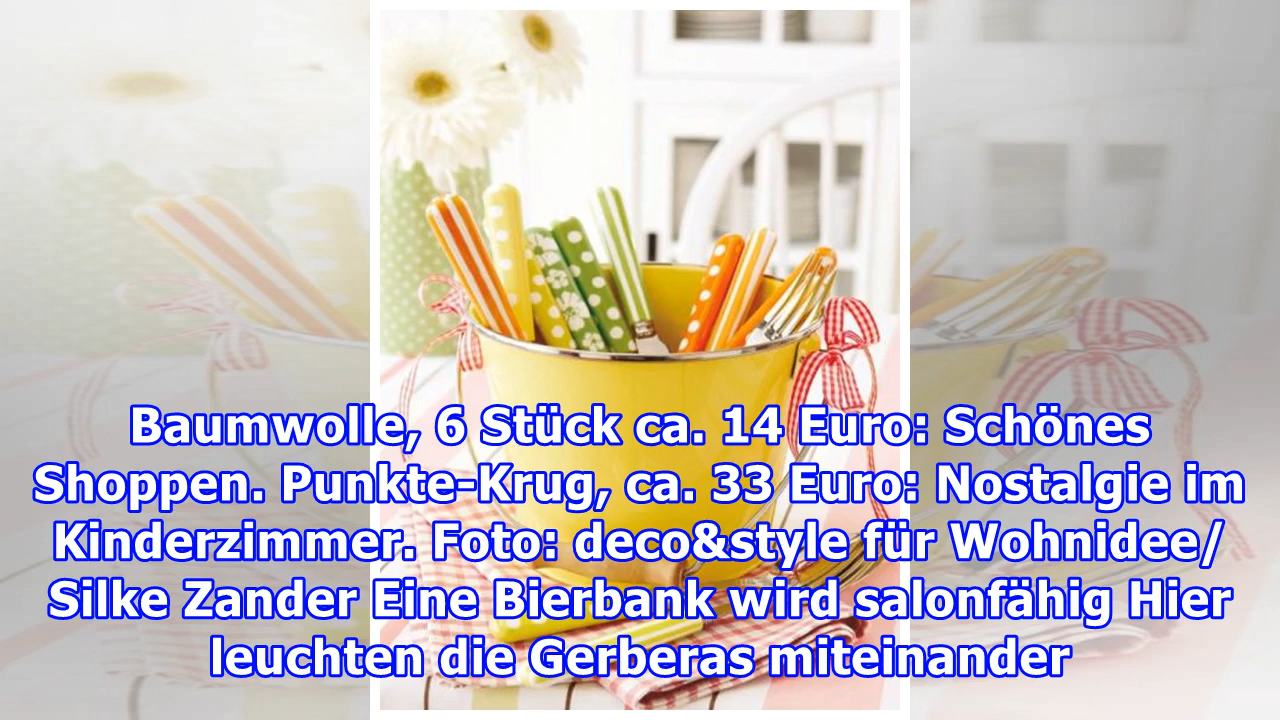 Baumwolle, 6 Stück ca. 14 Euro: Schönes
Shoppen. Punkte-Krug, ca. 33 Euro: Nostalgie im
Kinderzimmer. Foto: deco&style für Wohnidee/
Silke Zander Eine Bierbank wird salonfähig Hier
leuchten die Gerberas miteinander